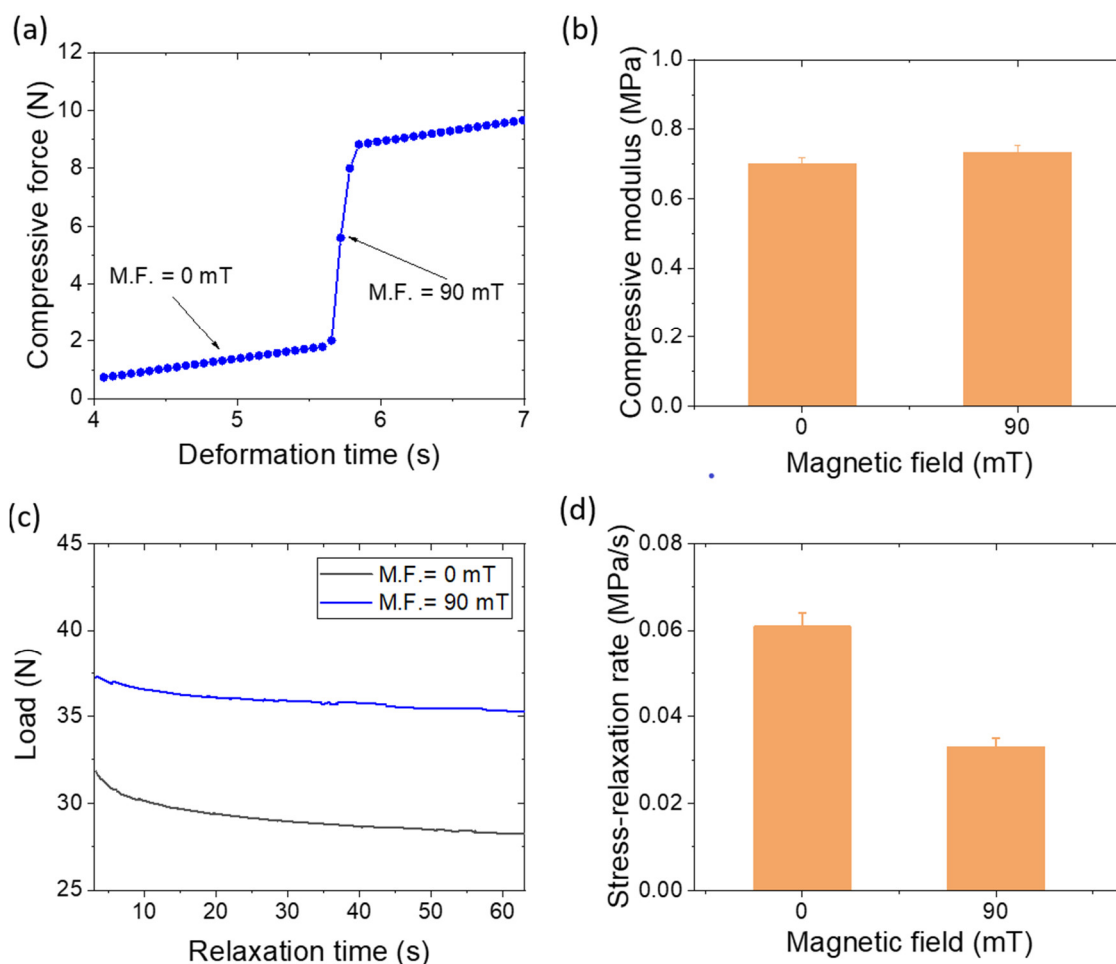 (a)
Compressive force (N)
12
10
8
6
4
2
0
M.F. = 0 mT
M.F. = 90 mT
4
5
6
7
Deformation time (s)
(b)
Compressive modulus (MPa)
1.0
0.8
0.6
0.4
0.2
0.0
0
90
Magnetic field (mT)
(c)
Load (N)
45
40
35
30
25
M.F.= 0 mT
M.F.= 90 mT
10
20
30
40
50
60
Relaxation time (s)
(d)
Stress-relaxation rate (MPa/s)
0.08
0.06
0.04
0.02
0.00
0
90
Magnetic field (mT)